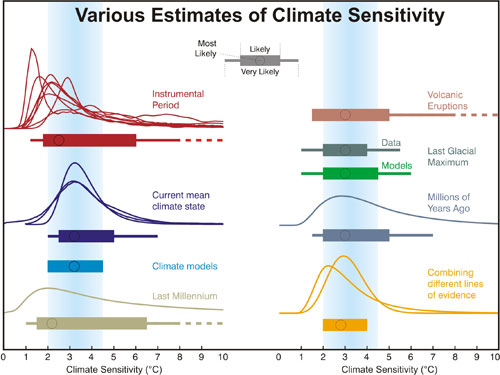 Various Estimates of Climate Sensitivity
Most
Likely
Likely
Very Likely
Instrumental
Period
Volcanic
Eruptions
Data
Last Glacial
Maximum
Models
Current mean
climate state
Millions of
Years Ago
Climate models
Combining
different lines
of evidence
Last Millennium
0 1 2 3 4 5 6 7 8 9 10
Climate Sensitivity (°C)
0 1 2 3 4 5 6 7 8 9 10
Climate Sensitivity (°C)